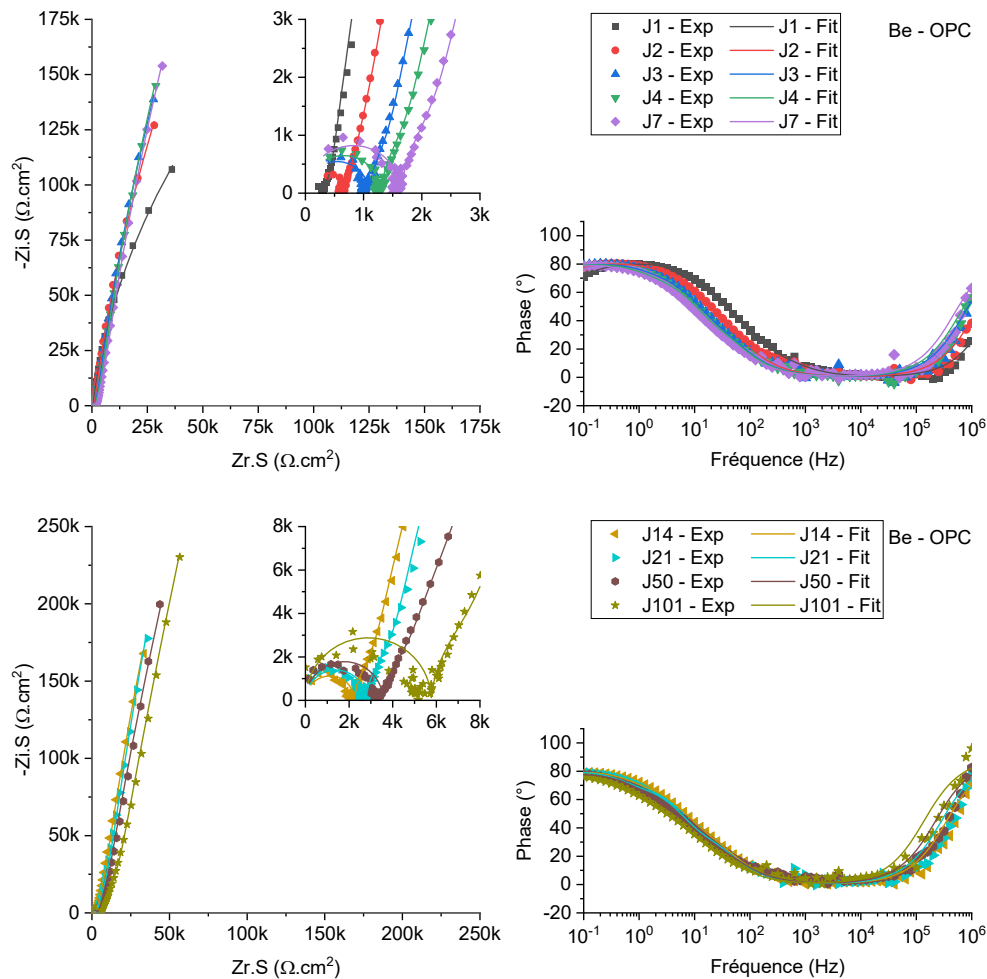 175k
150k
125k
100k
75k
50k
25k
0
-Zi.S (Ω.cm²)
0 25k 50k 75k 100k 125k 150k 175k
Zr.S (Ω.cm²)
3k
2k
1k
0
0 1k 2k 3k
J1 - Exp J1 - Fit
J2 - Exp J2 - Fit
J3 - Exp J3 - Fit
J4 - Exp J4 - Fit
J7 - Exp J7 - Fit
Be - OPC
100
80
60
40
20
0
-20
Phase (°)
10⁻¹ 10⁰ 10¹ 10² 10³ 10⁴ 10⁵ 10⁶
Fréquence (Hz)
250k
200k
150k
100k
50k
0
-Zi.S (Ω.cm²)
0 50k 100k 150k 200k 250k
Zr.S (Ω.cm²)
8k
6k
4k
2k
0
0 2k 4k 6k 8k
J14 - Exp J14 - Fit
J21 - Exp J21 - Fit
J50 - Exp J50 - Fit
J101 - Exp J101 - Fit
Be - OPC
100
80
60
40
20
0
-20
Phase (°)
10⁻¹ 10⁰ 10¹ 10² 10³ 10⁴ 10⁵ 10⁶
Fréquence (Hz)